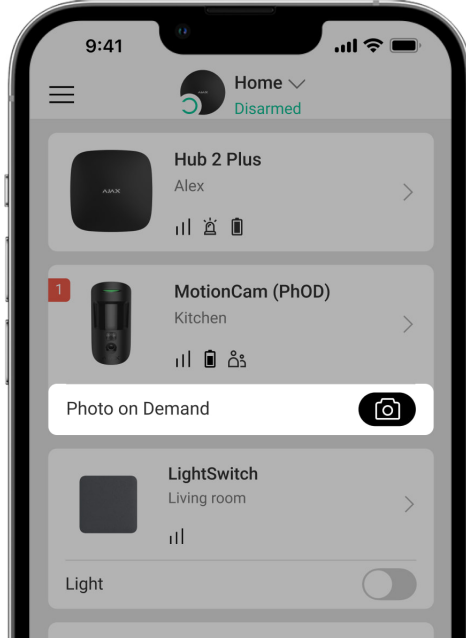 9:41
Home
Disarmed
AJAX
Hub 2 Plus
Alex
1
MotionCam (PhOD)
Kitchen
Photo on Demand
LightSwitch
Living room
Light